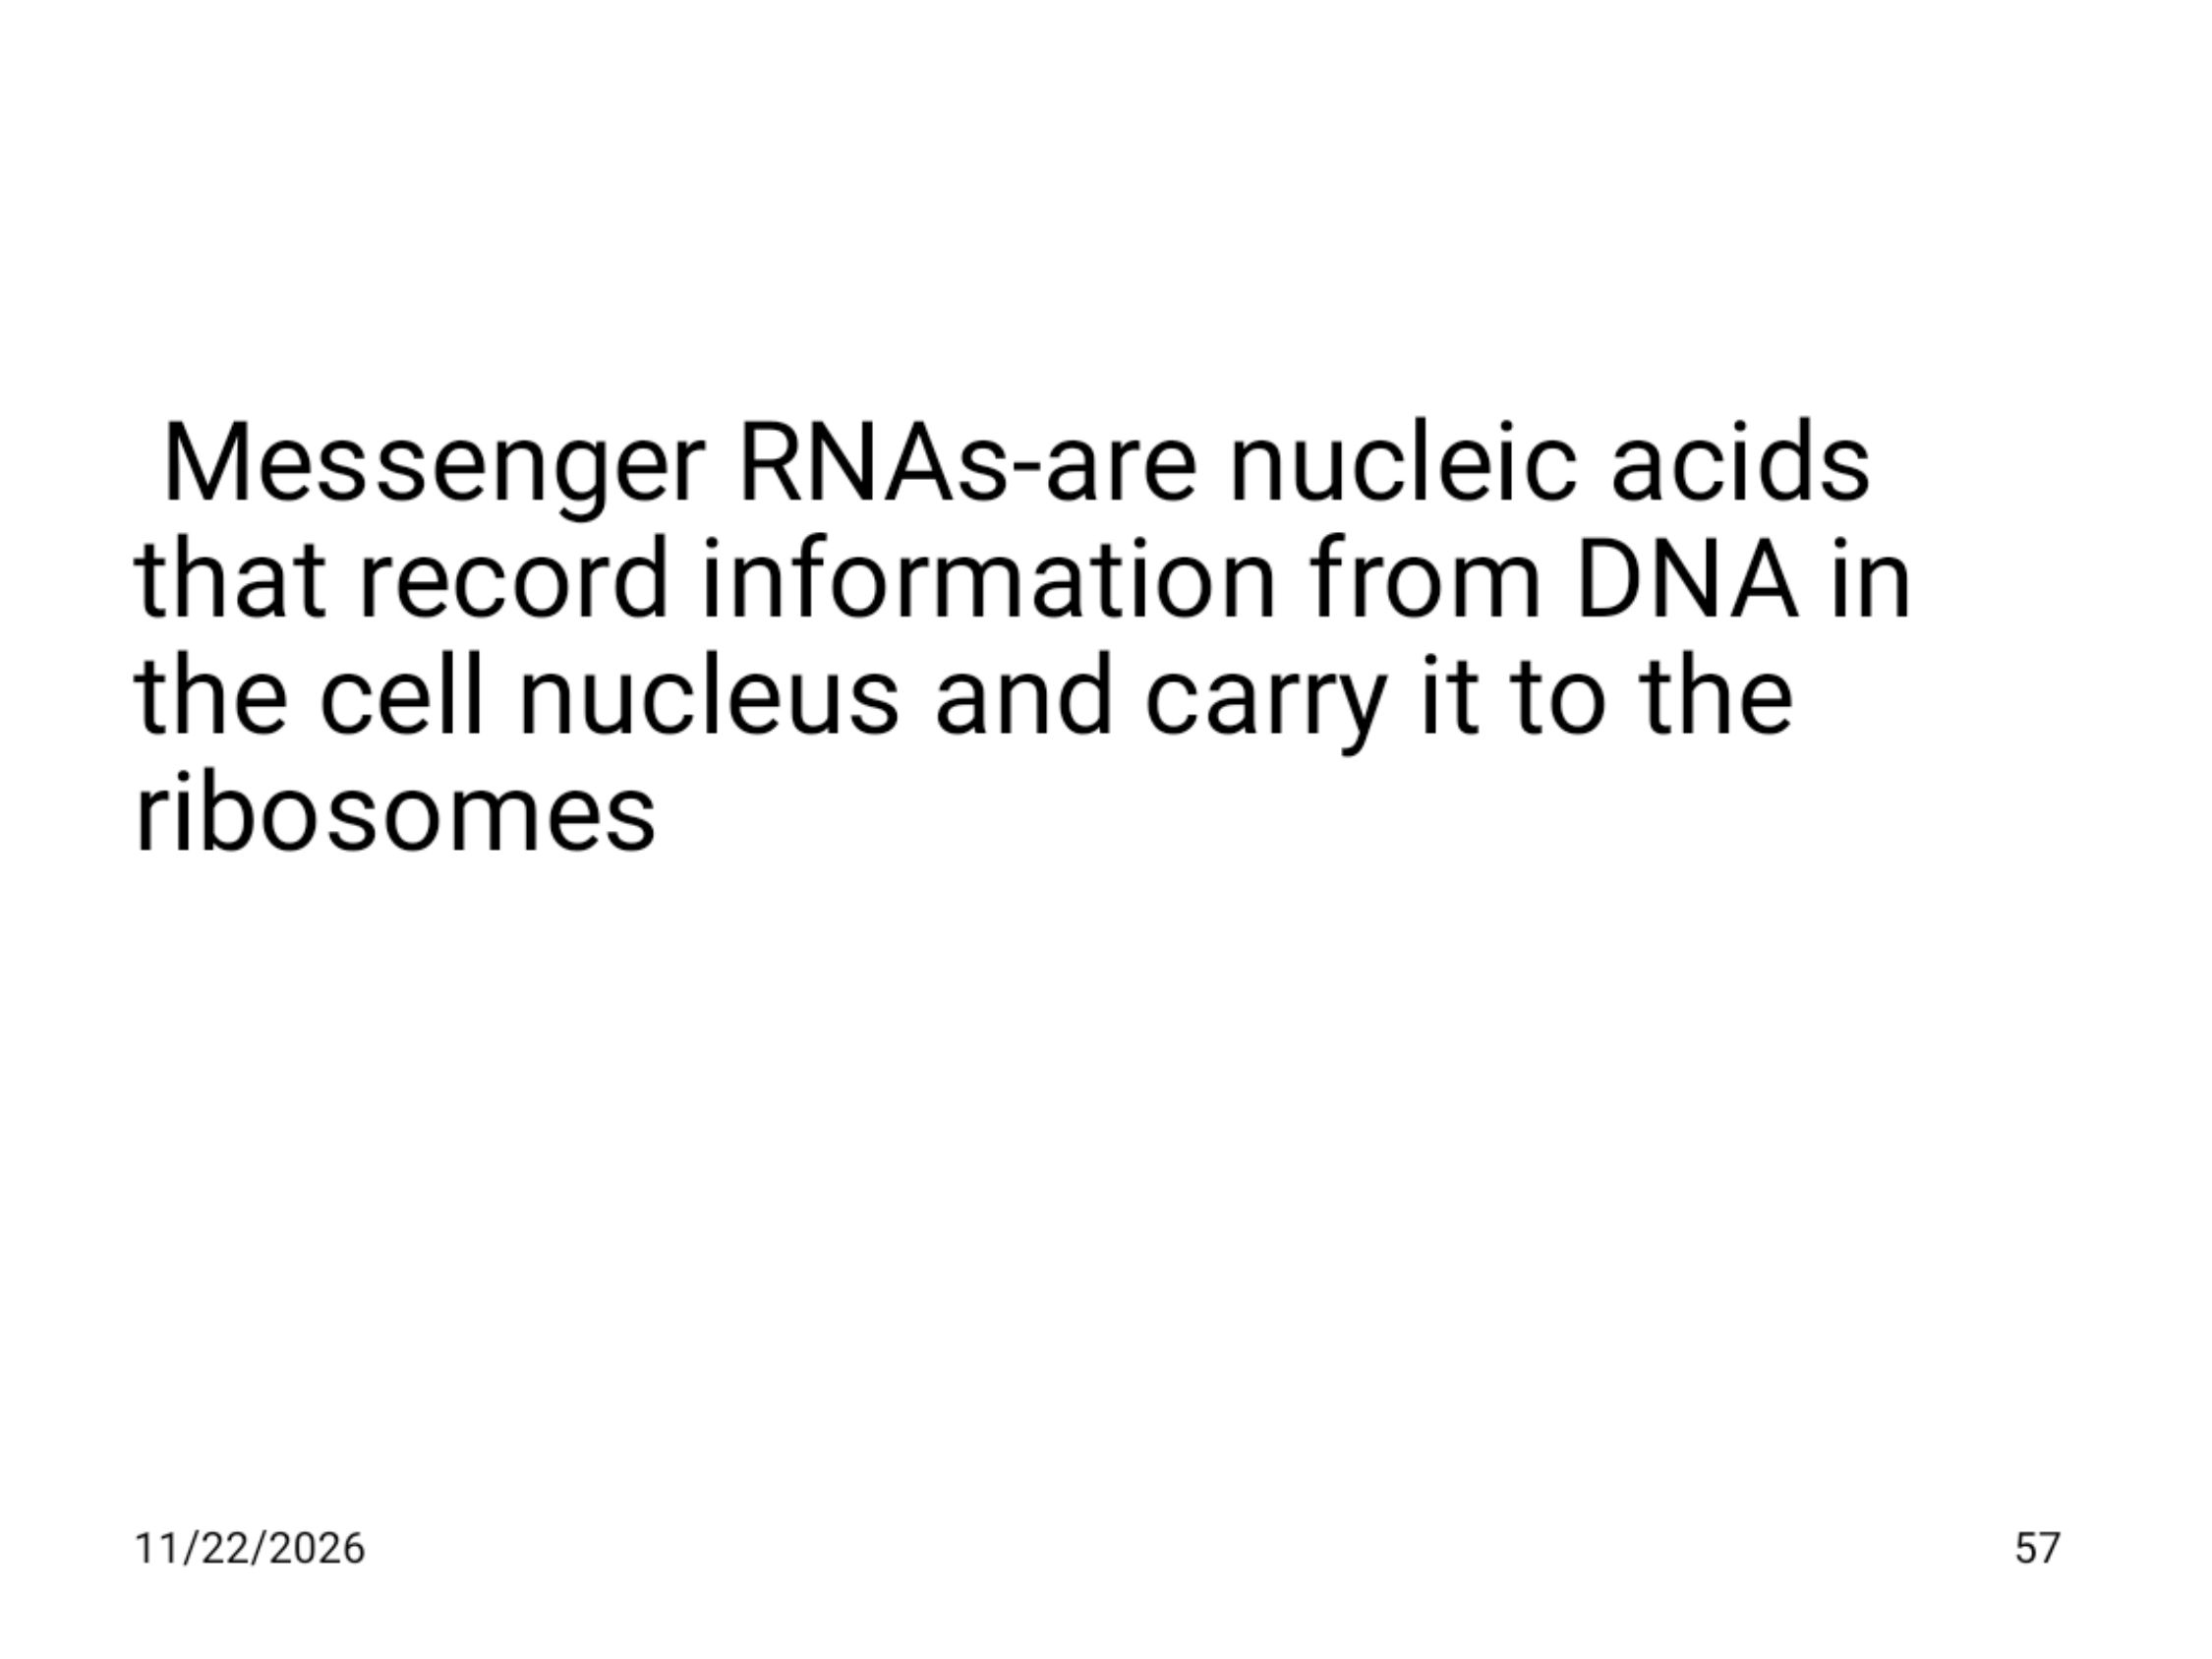 Messenger RNAs-are nucleic acids
that record information from DNA in
the cell nucleus and carry it to the
ribosomes
11/22/2026
57